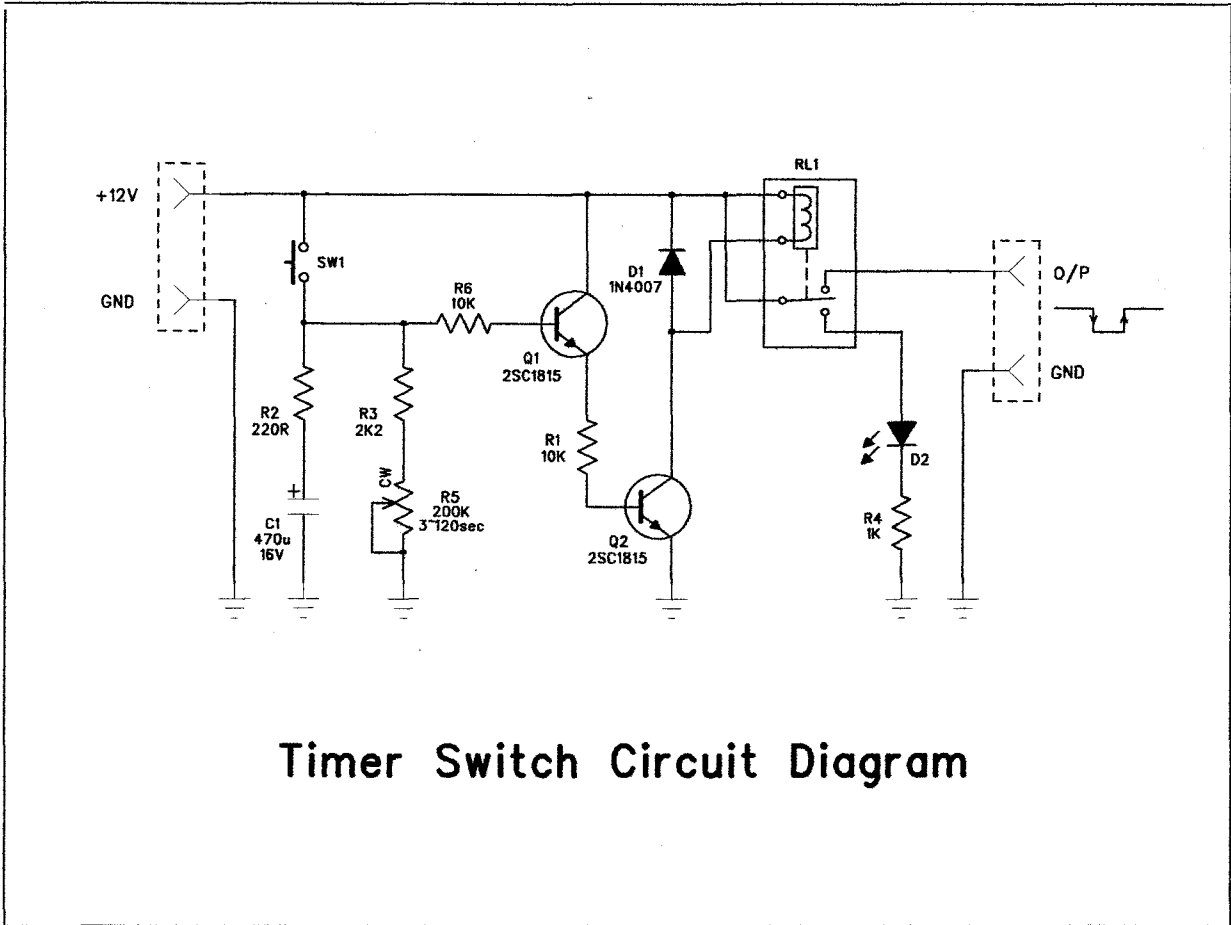 RL1
+12V
SW1
D1
1N4007
O/P
GND
R6
10K
Q1
2SC1815
GND
R2
220R
R3
2K2
R1
10K
D2
CW
R5
200K
3~120sec
+
C1
470u
16V
Q2
2SC1815
R4
1K
Timer Switch Circuit Diagram